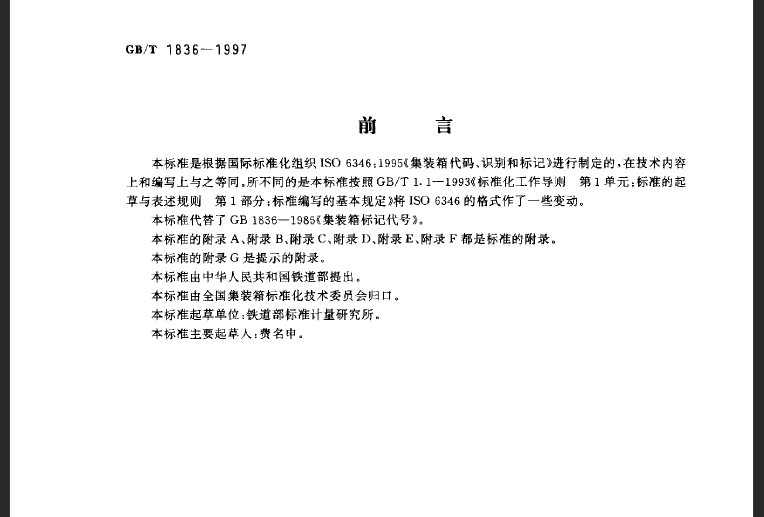 GB/T 1836—1997
前 言
本标准是根据国际标准化组织 ISO 6346:1995《集装箱代码、识别和标记》进行制定的,在技术内容
上和编写上与之等同。所不同的是本标准按照 GB/T 1.1—1993《标准化工作导则 第1单元:标准的起
草与表述规则 第1部分:标准编写的基本规定》将 ISO 6346 的格式作了一些变动。
本标准代替了 GB 1836—1985《集装箱标记代号》。
本标准的附录 A、附录 B、附录 C、附录 D、附录 E、附录 F 都是标准的附录。
本标准的附录 G 是提示的附录。
本标准由中华人民共和国铁道部提出。
本标准由全国集装箱标准化技术委员会归口。
本标准起草单位:铁道部标准计量研究所。
本标准主要起草人:费名申。